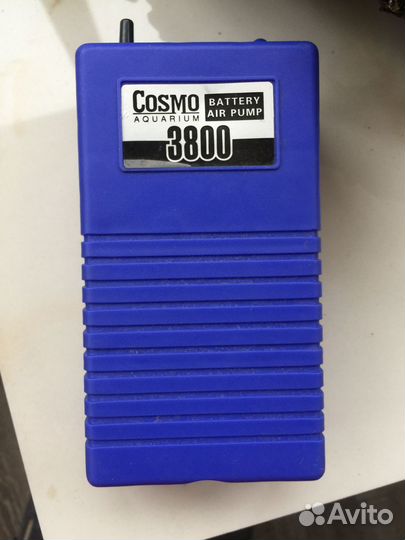 COSMO
AQUARIUM
BATTERY
AIR PUMP
3800
Avito